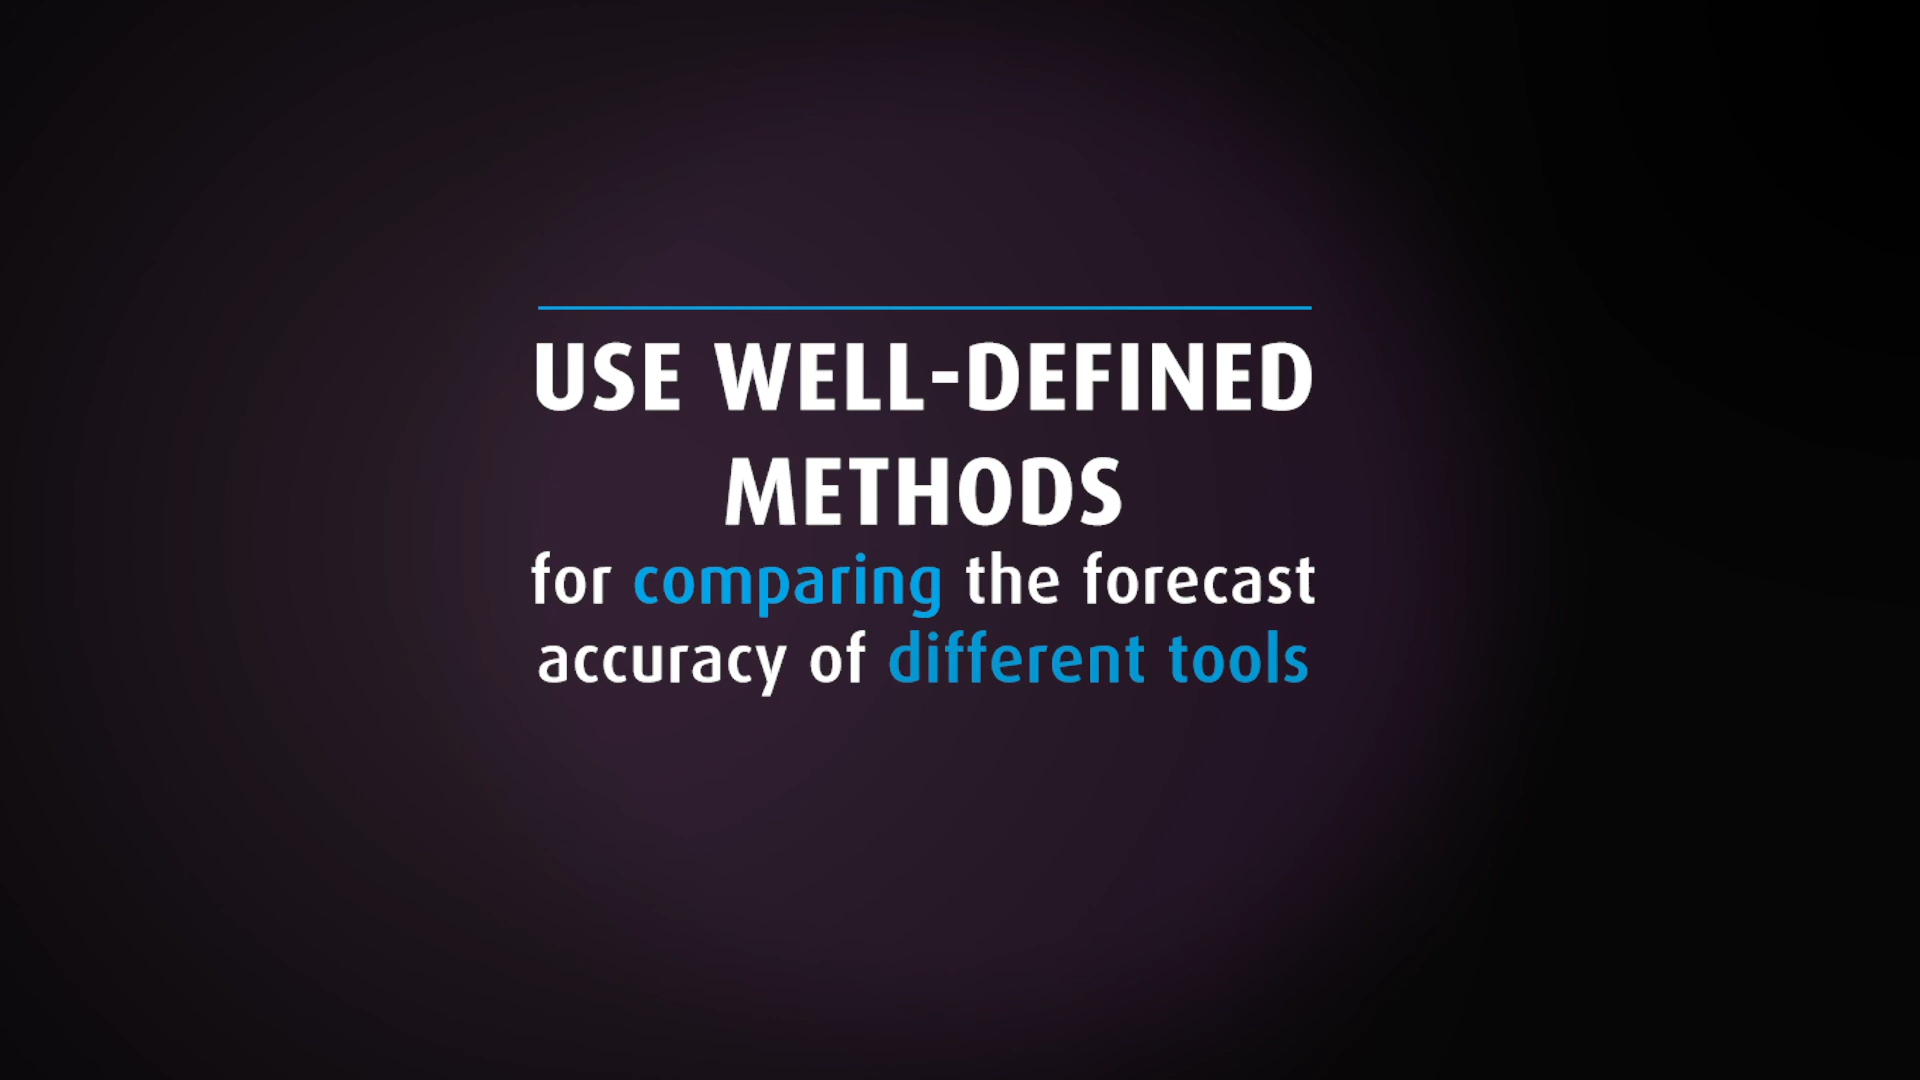 USE WELL-DEFINED
METHODS
for comparing the forecast
accuracy of different tools